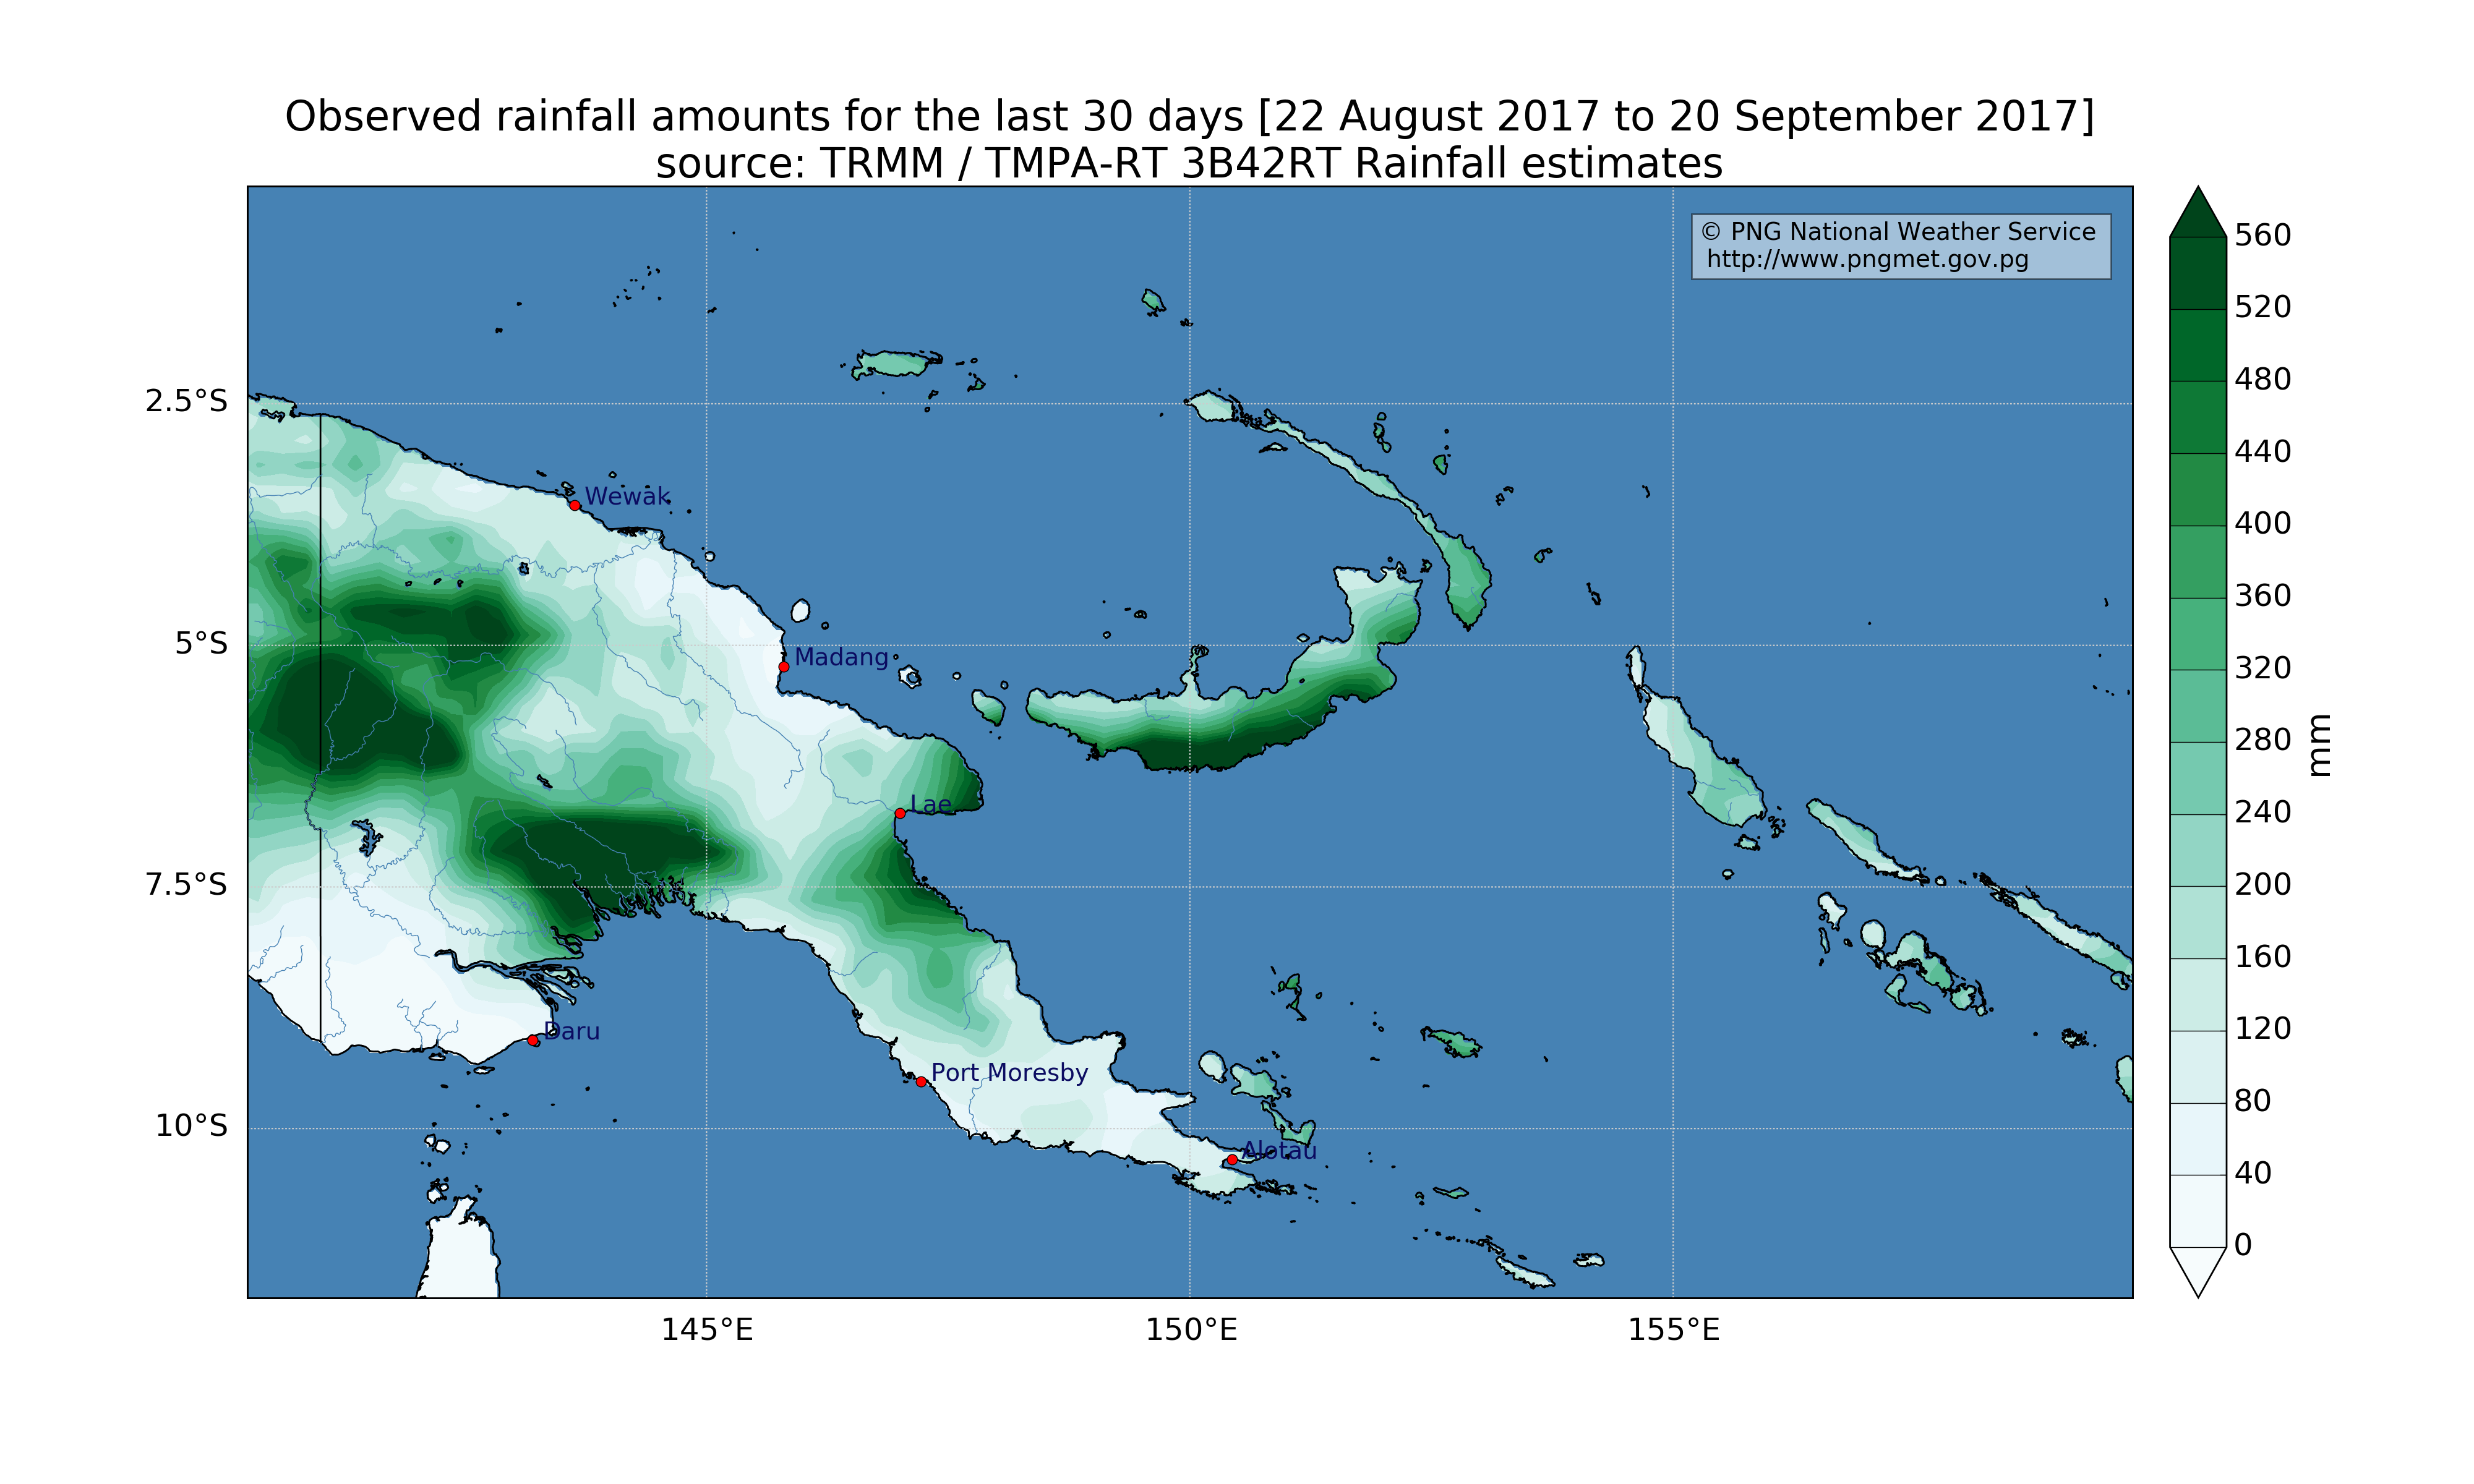 Observed rainfall amounts for the last 30 days [22 August 2017 to 20 September 2017]
source: TRMM / TMPA-RT 3B42RT Rainfall estimates
© PNG National Weather Service
http://www.pngmet.gov.pg
560
520
480
440
400
360
320
280
240
200
160
120
80
40
0
mm
2.5°S
5°S
7.5°S
10°S
Wewak
Madang
Lae
Daru
Port Moresby
Alotau
145°E
150°E
155°E